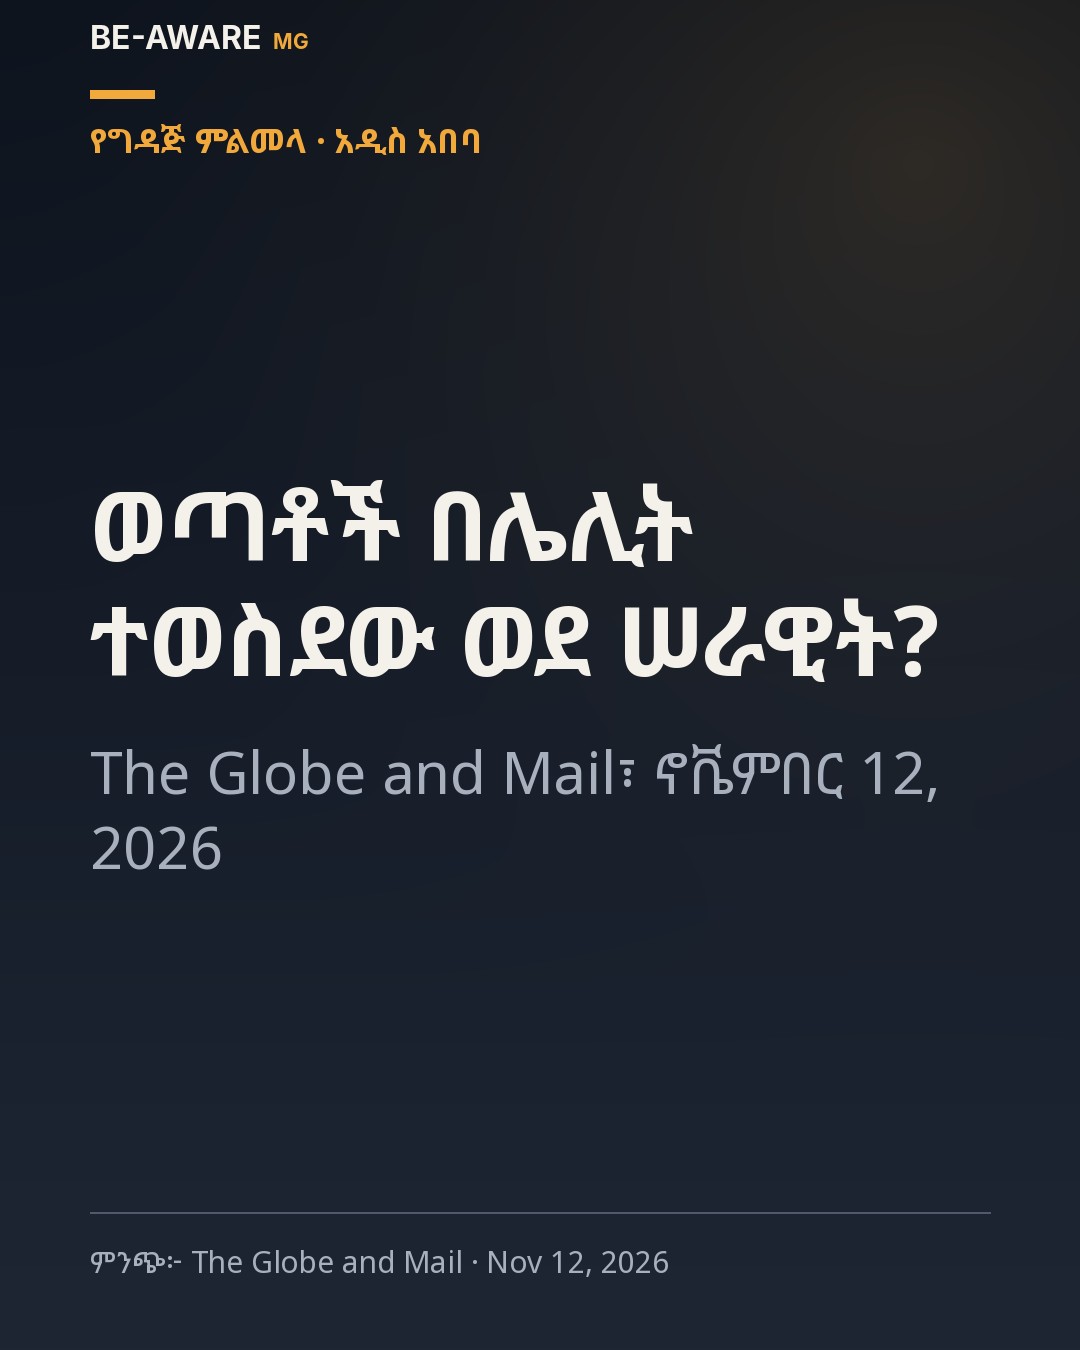 BE-AWARE MG
የግዳጅ ምልመላ · አዲስ አበባ
ወጣቶች በሌሊት
ተወስደው ወደ ሠራዊት?
The Globe and Mail፣ ኖቬምበር 12,
2026
ምንጭ፦ The Globe and Mail · Nov 12, 2026